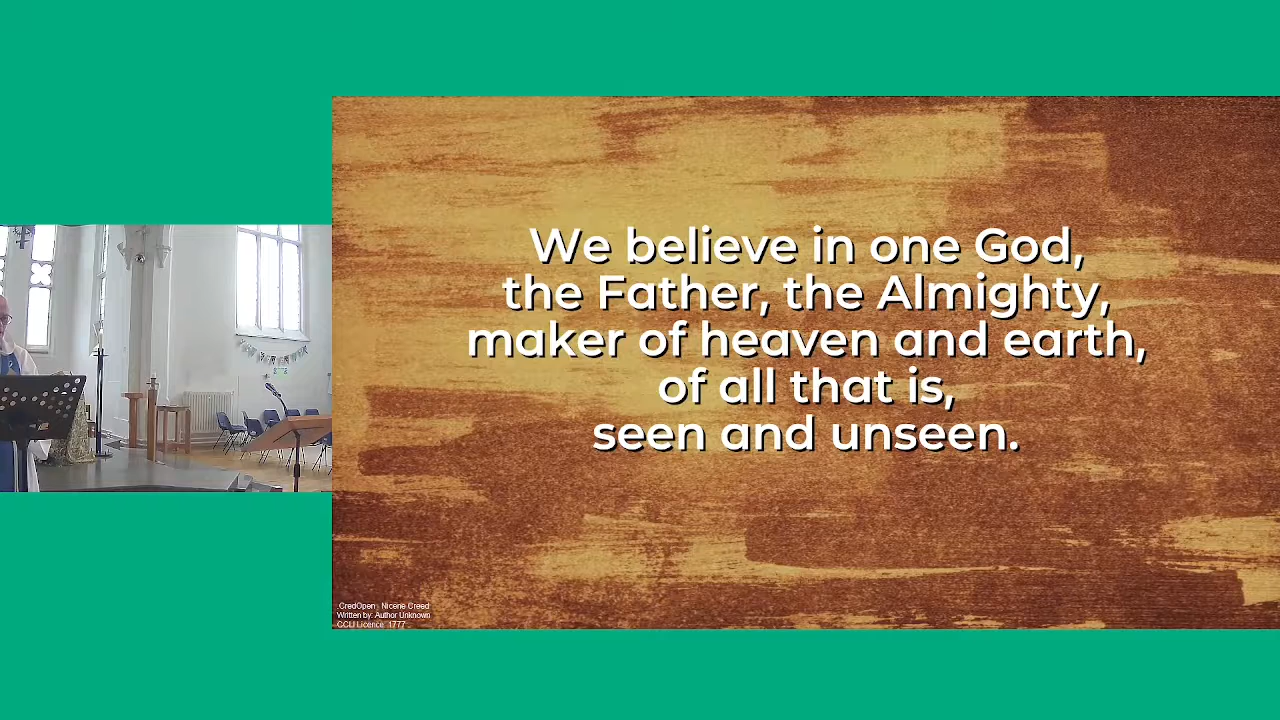 We believe in one God,
the Father, the Almighty,
maker of heaven and earth,
of all that is,
seen and unseen.
CredOpen : Nicene Creed
Written by: Author Unknown
CCLI Licence: 1777